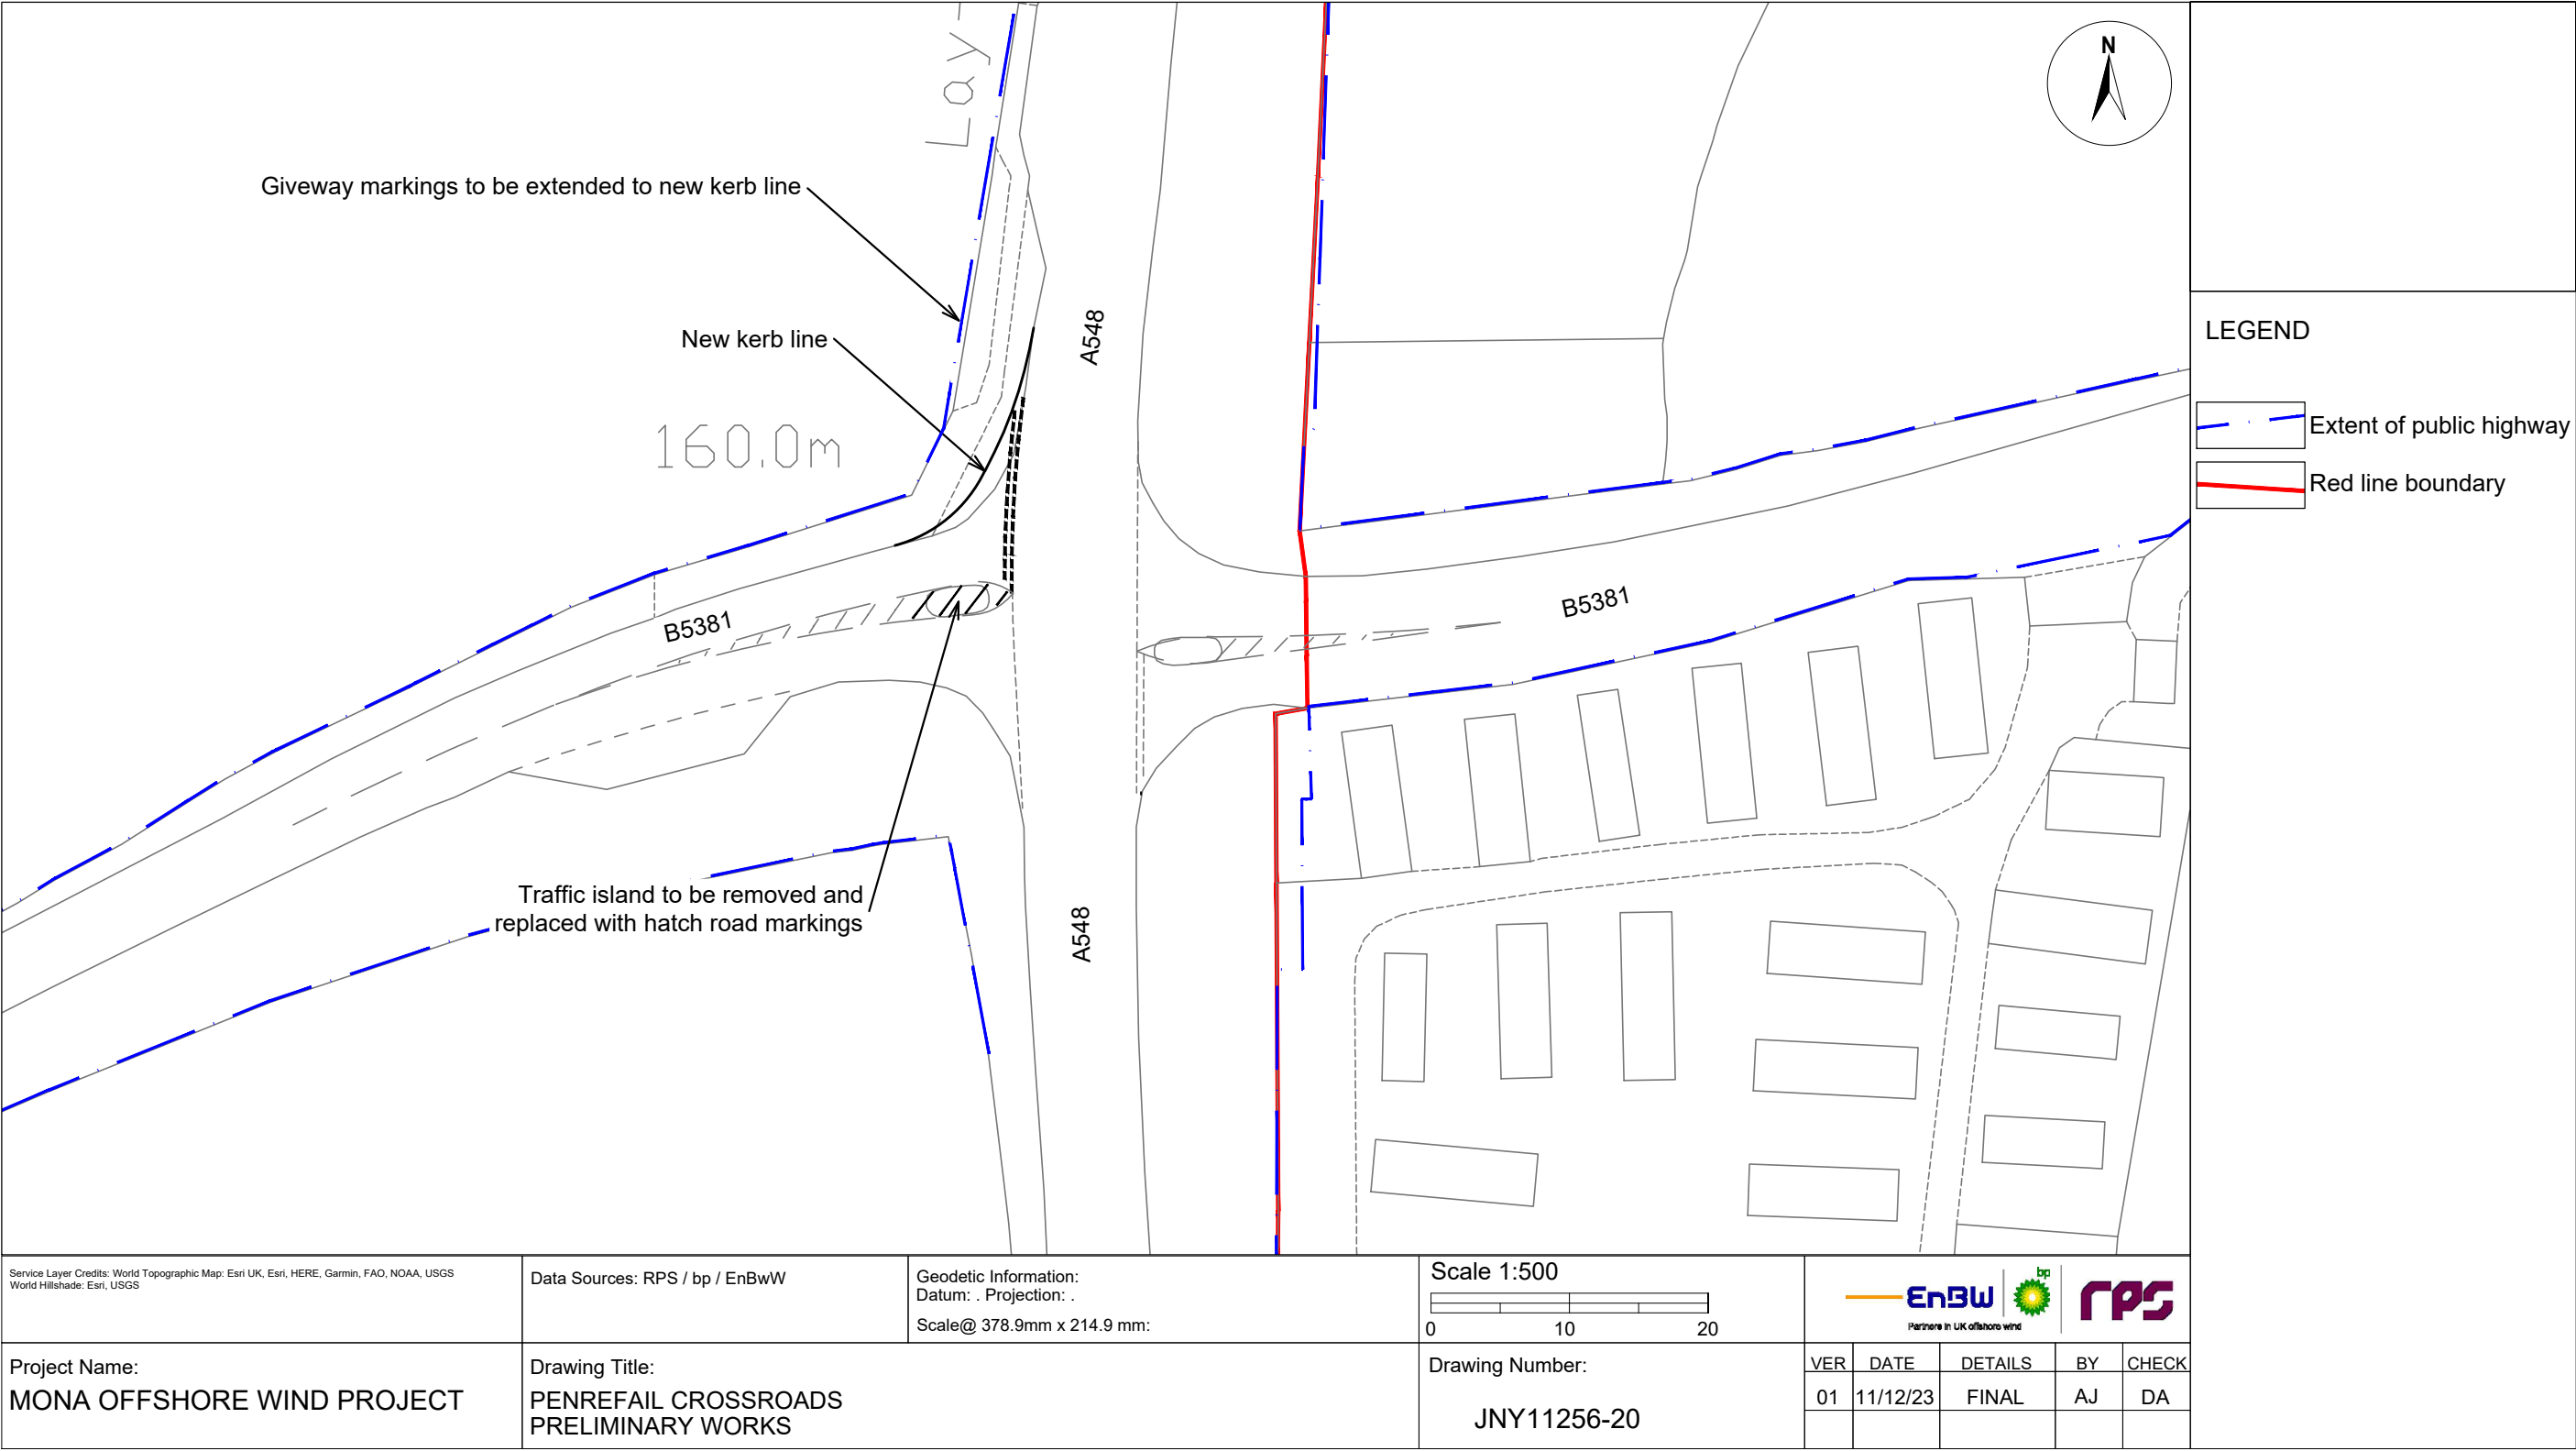 Lay
N
Giveway markings to be extended to new kerb line
New kerb line
A548
160.0m
B5381
B5381
Traffic island to be removed and
replaced with hatch road markings
A548
LEGEND
Extent of public highway
Red line boundary
Service Layer Credits: World Topographic Map: Esri UK, Esri, HERE, Garmin, FAO, NOAA, USGS
World Hillshade: Esri, USGS
Data Sources: RPS / bp / EnBwW
Geodetic Information:
Datum: . Projection: .
Scale@ 378.9mm x 214.9 mm:
Scale 1:500
0 10 20
EnBW
bp
Partners in UK offshore wind
rps
Project Name:
MONA OFFSHORE WIND PROJECT
Drawing Title:
PENREFAIL CROSSROADS
PRELIMINARY WORKS
Drawing Number:
JNY11256-20
VER DATE DETAILS BY CHECK
01 11/12/23 FINAL AJ DA